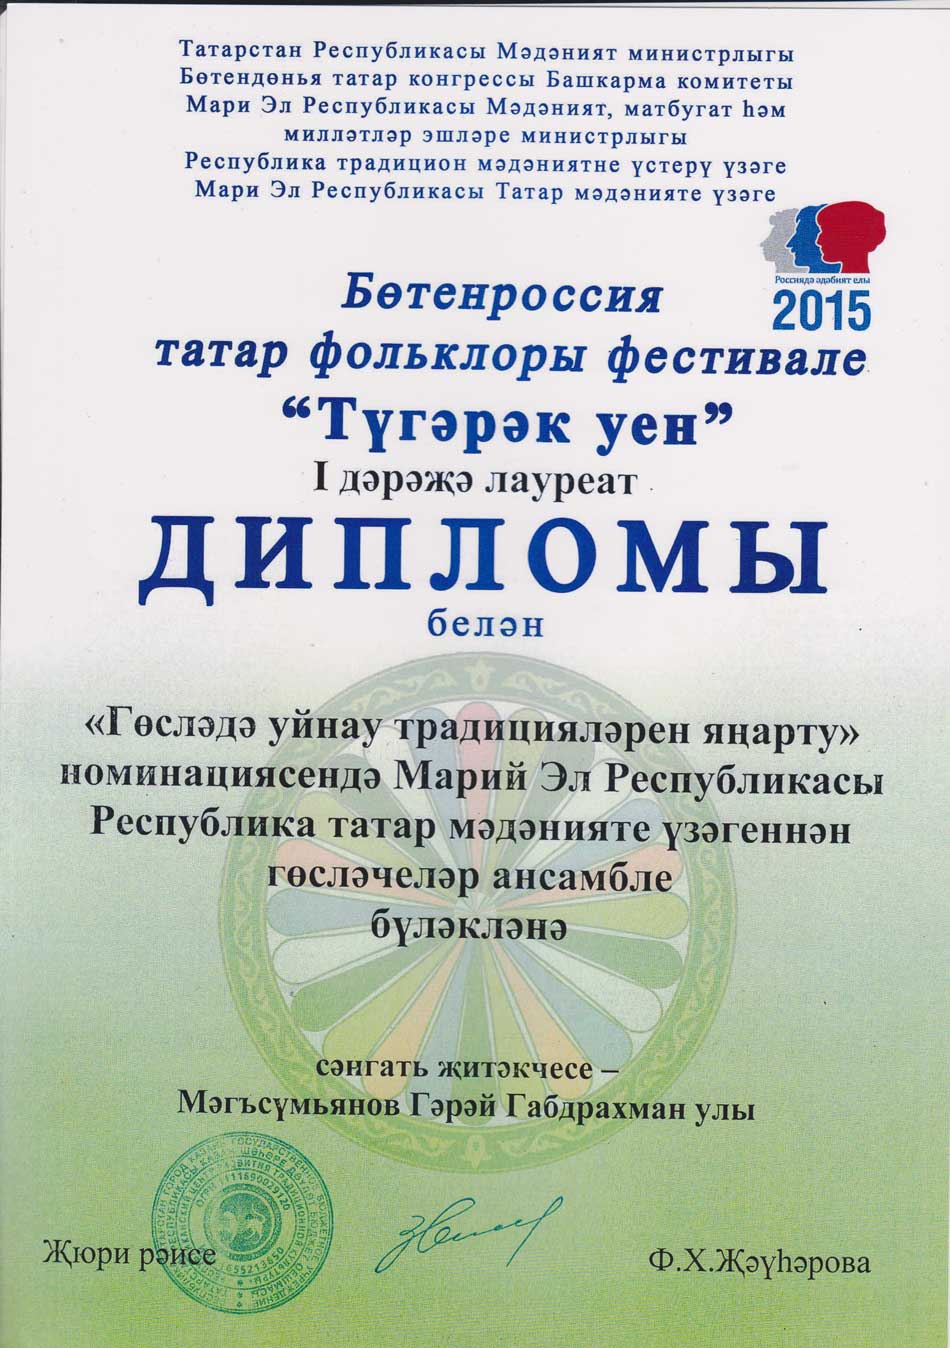 Татарстан Республикасы Мәдәният министрлыгы
Бөтендөнья татар конгрессы Башкарма комитеты
Мари Эл Республикасы Мәдәният, матбугат һәм
милләтләр эшләре министрлыгы
Республика традицион мәдәниятне үстерү үзәге
Мари Эл Республикасы Татар мәдәнияте үзәге
Россиядә әдәбият елы
2015
Бөтенроссия
татар фольклоры фестивале
“Түгәрәк уен”
I дәрәҗә лауреат
ДИПЛОМЫ
белән
«Гөсләдә уйнау традицияләрен яңарту»
номинациясендә Марий Эл Республикасы
Республика татар мәдәнияте үзәгеннән
гөсләчеләр ансамбле
бүләкләнә
сәнгать җитәкчесе –
Мәгъсүмьянов Гәрәй Габдрахман улы
Җюри рәисе
Ф.Х.Җәүһәрова